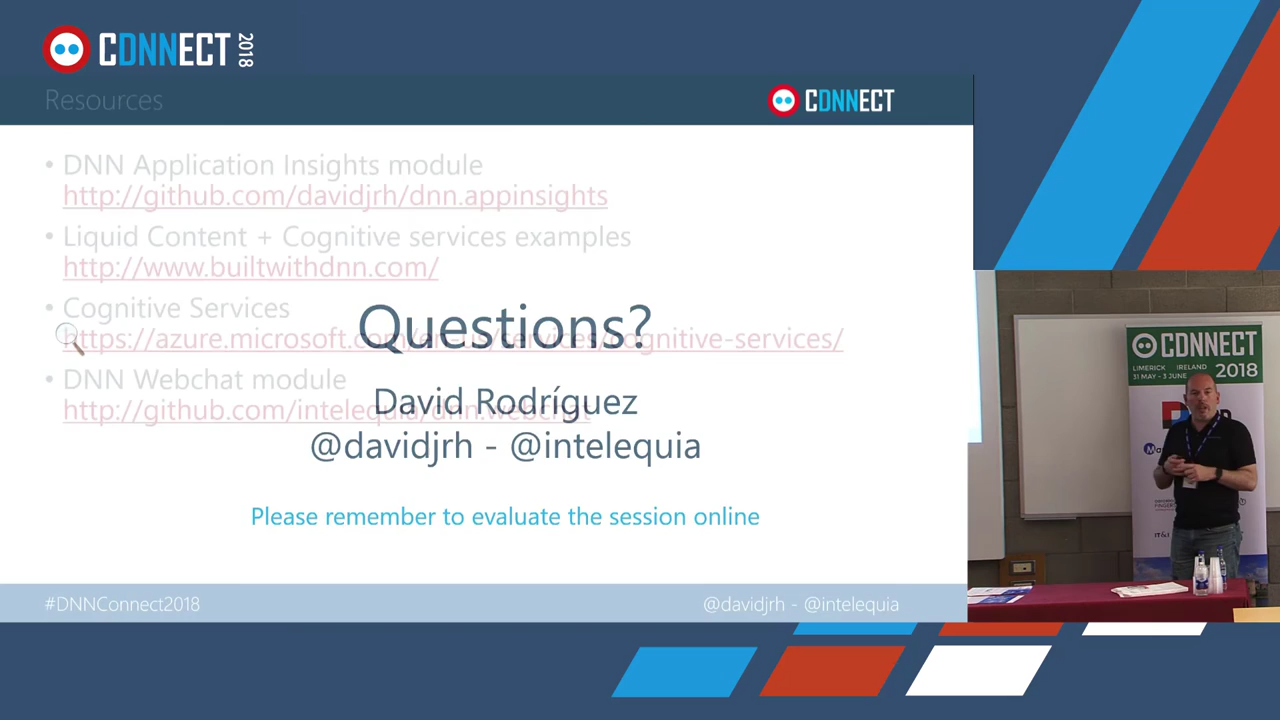 CDNNECT 2018
Resources
CDNNECT
• DNN Application Insights module
http://github.com/davidjrh/dnn.appinsights
• Liquid Content + Cognitive services examples
http://www.builtwithdnn.com/
• Cognitive Services
https://azure.microsoft.com/en-us/services/cognitive-services/
• DNN Webchat module
http://github.com/intelequia/dnn.webchat
Questions?
David Rodríguez
@davidjrh - @intelequia
Please remember to evaluate the session online
#DNNConnect2018
@davidjrh - @intelequia
CDNNECT
LIMERICK IRELAND
31 MAY - 3 JUNE
2018